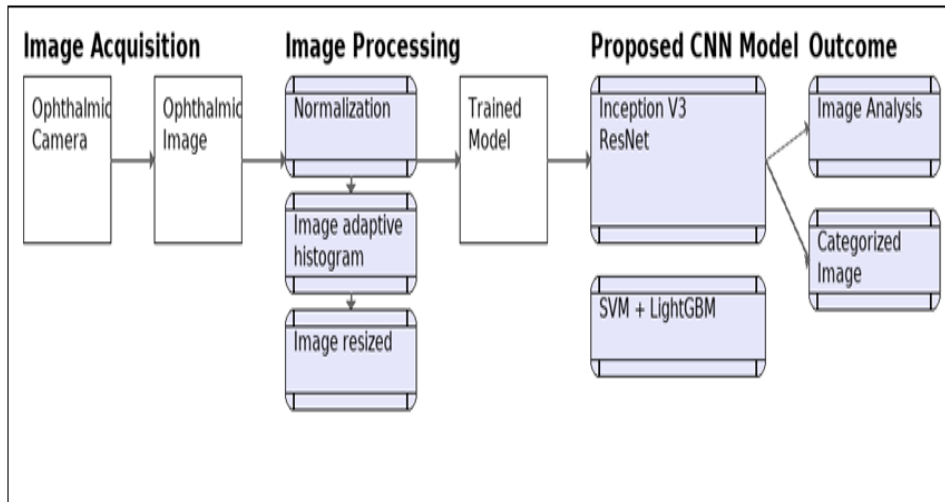 Image Acquisition
Ophthalmic
Camera
Ophthalmic
Image
Image Processing
Normalization
Image adaptive
histogram
Image resized
Trained
Model
Proposed CNN Model
Inception V3
ResNet
SVM + LightGBM
Outcome
Image Analysis
Categorized
Image